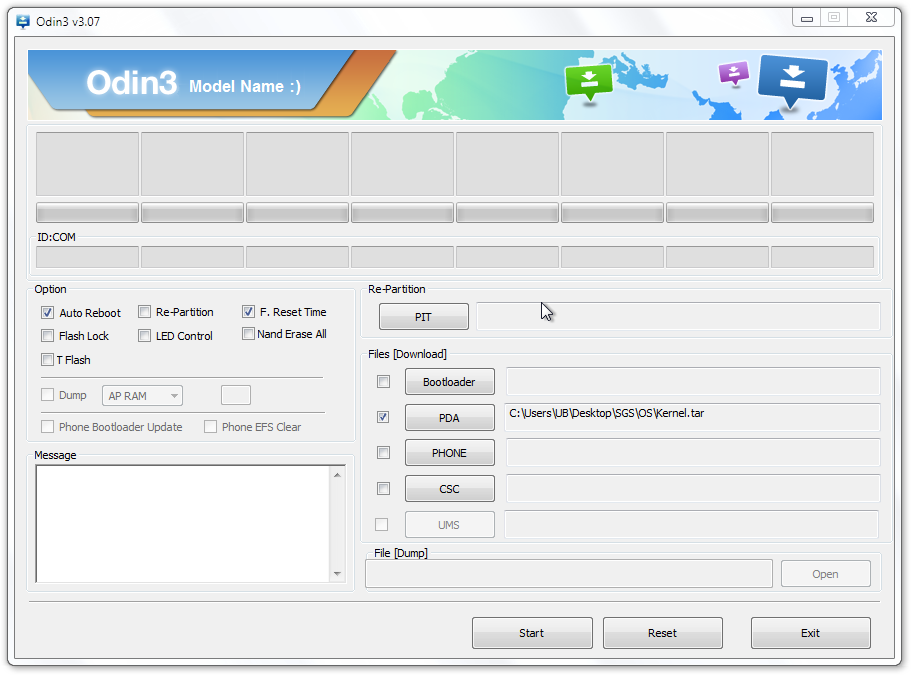 Odin3 v3.07
Odin3 Model Name :)
ID:COM
Option
Auto Reboot
Re-Partition
F. Reset Time
Flash Lock
LED Control
Nand Erase All
T Flash
Dump
AP RAM
Phone Bootloader Update
Phone EFS Clear
Message
Re-Partition
PIT
Files [Download]
Bootloader
PDA
C:\Users\UB\Desktop\SGS\OS\Kernel.tar
PHONE
CSC
UMS
File [Dump]
Open
Start
Reset
Exit